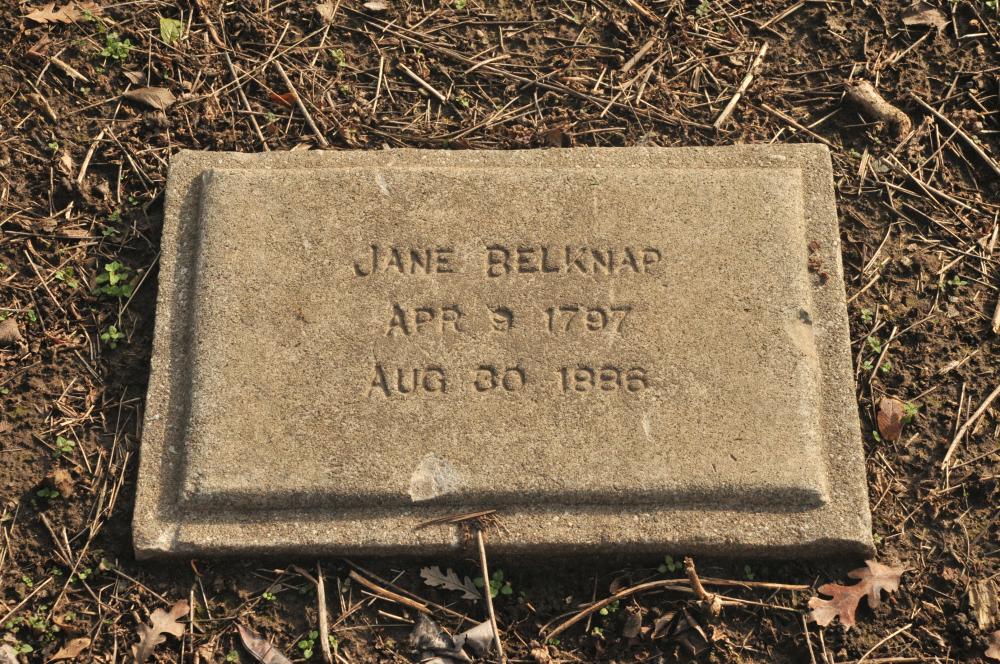 JANE BELKNAP
APR 9 1797
AUG 30 1886